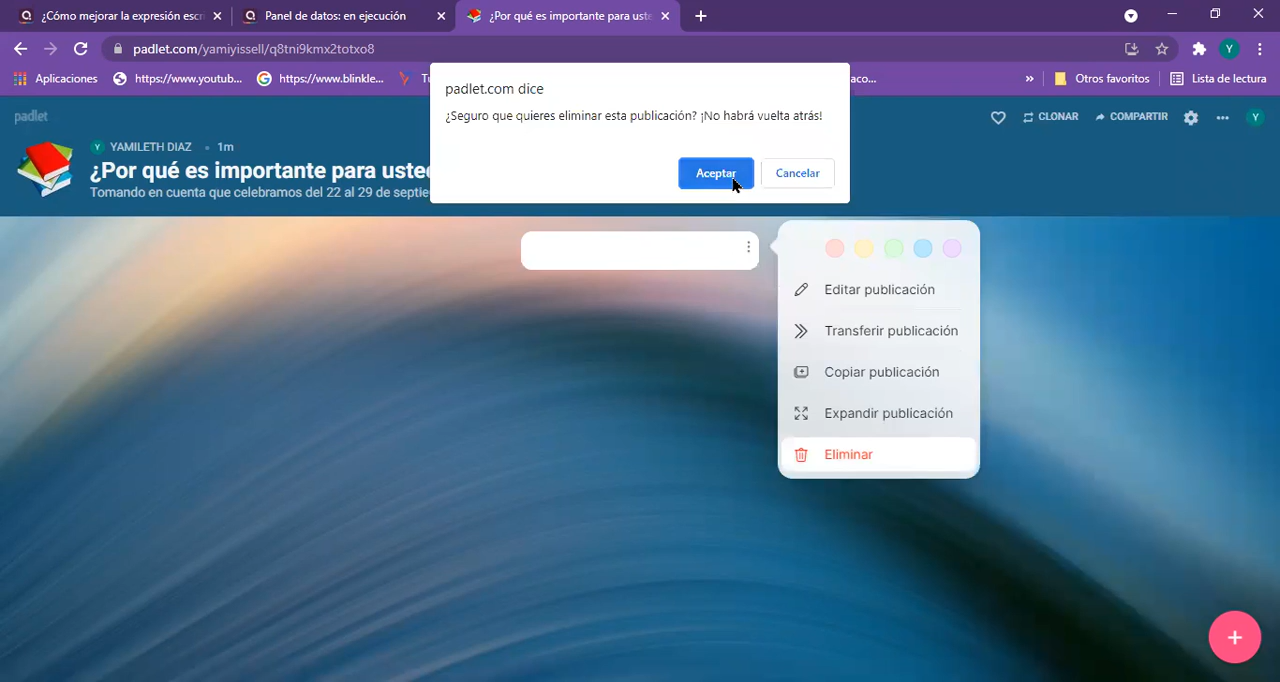 ¿Cómo mejorar la expresión escr
Panel de datos: en ejecución
¿Por qué es importante para uste
padlet.com/yamiyissell/q8tni9kmx2totxo8
Y
Aplicaciones
https://www.youtub...
https://www.blinkle...
Tu
aco...
»
Otros favoritos
Lista de lectura
padlet.com dice
¿Seguro que quieres eliminar esta publicación? ¡No habrá vuelta atrás!
Aceptar
Cancelar
padlet
CLONAR
COMPARTIR
Y
Y YAMILETH DIAZ • 1m
¿Por qué es importante para usted
Tomando en cuenta que celebramos del 22 al 29 de septie
Editar publicación
Transferir publicación
Copiar publicación
Expandir publicación
Eliminar